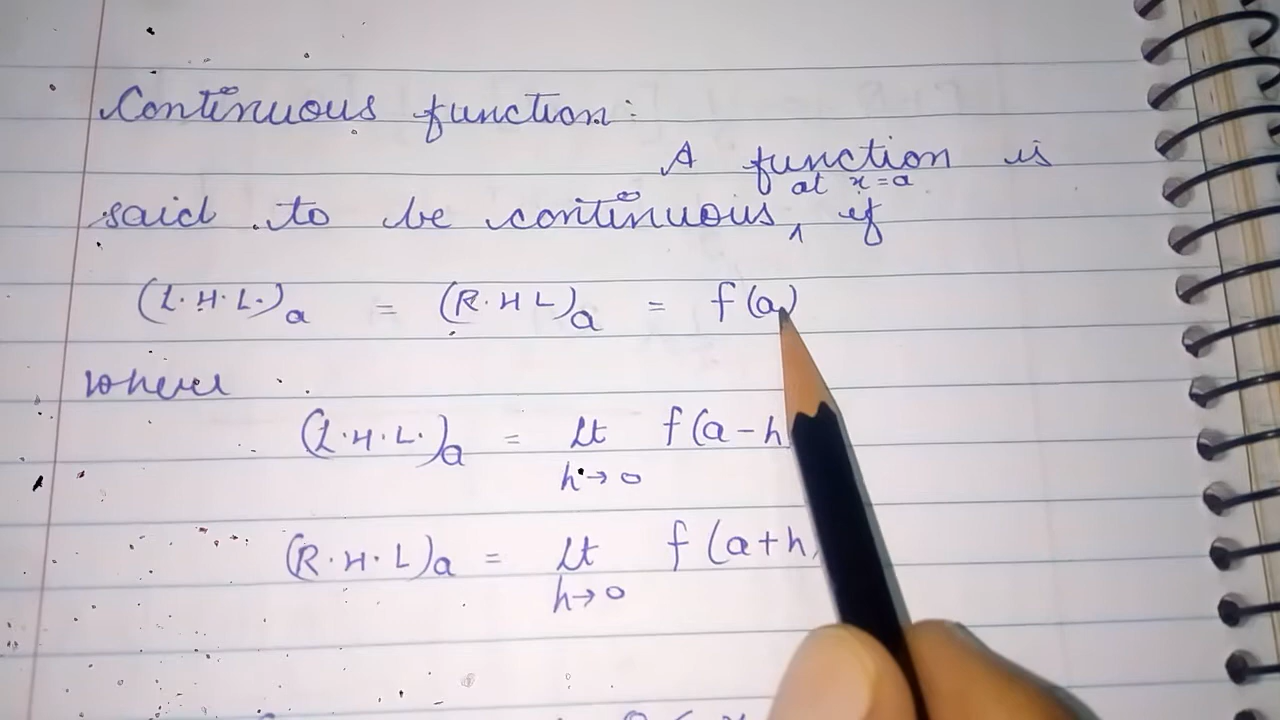 Continuous function:
A function is
at x=a
said to be continuous, if
(L.H.L.)a = (R.H L)a = f(a)
where
(L.H.L.)a = lt f(a-h
h→0
(R.H.L)a = lt f(a+h)
h→0